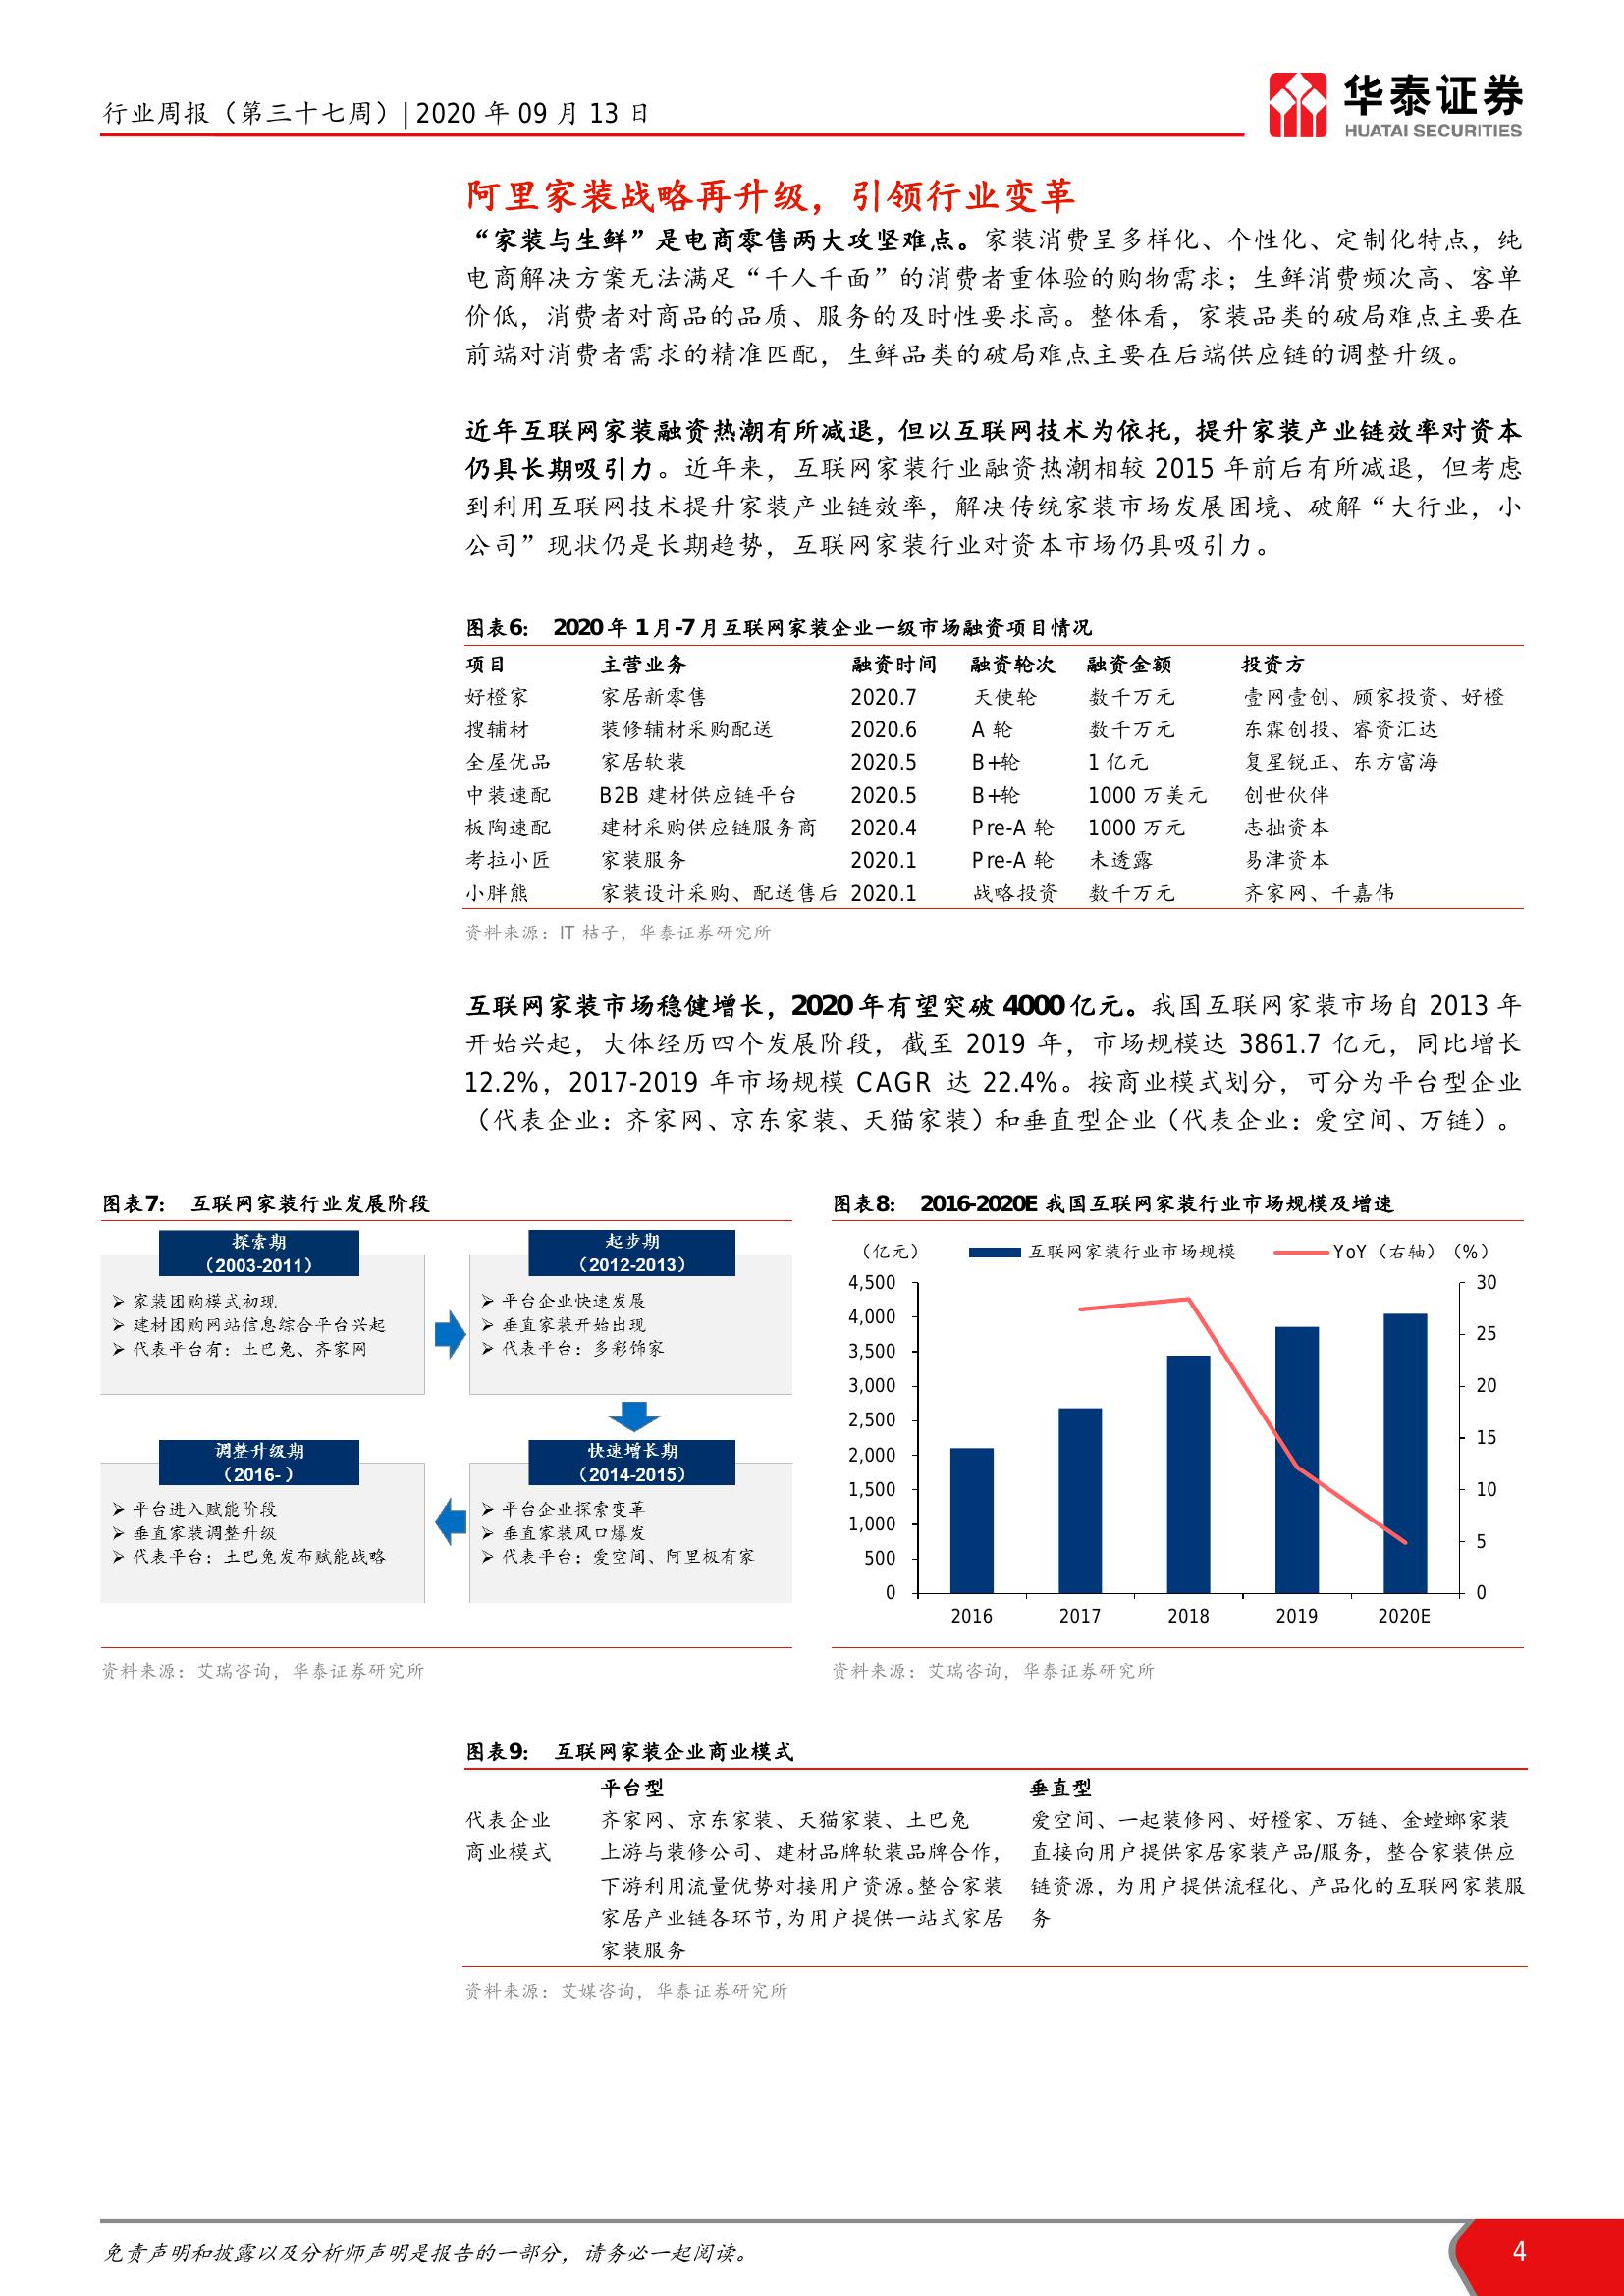 行业周报（第三十七周）| 2020 年 09 月 13 日
华泰证券
HUATAI SECURITIES
阿里家装战略再升级，引领行业变革
“家装与生鲜”是电商零售两大攻坚难点。家装消费呈多样化、个性化、定制化特点，纯
电商解决方案无法满足“千人千面”的消费者重体验的购物需求；生鲜消费频次高、客单
价低，消费者对商品的品质、服务的及时性要求高。整体看，家装品类的破局难点主要在
前端对消费者需求的精准匹配，生鲜品类的破局难点主要在后端供应链的调整升级。
近年互联网家装融资热潮有所减退，但以互联网技术为依托，提升家装产业链效率对资本
仍具长期吸引力。近年来，互联网家装行业融资热潮相较 2015 年前后有所减退，但考虑
到利用互联网技术提升家装产业链效率，解决传统家装市场发展困境、破解“大行业，小
公司”现状仍是长期趋势，互联网家装行业对资本市场仍具吸引力。
图表6： 2020 年 1 月-7 月互联网家装企业一级市场融资项目情况
项目 主营业务 融资时间 融资轮次 融资金额 投资方
好橙家 家居新零售 2020.7 天使轮 数千万元 壹网壹创、顾家投资、好橙
搜辅材 装修辅材采购配送 2020.6 A 轮 数千万元 东霖创投、睿资汇达
全屋优品 家居软装 2020.5 B+轮 1 亿元 复星锐正、东方富海
中装速配 B2B 建材供应链平台 2020.5 B+轮 1000 万美元 创世伙伴
板陶速配 建材采购供应链服务商 2020.4 Pre-A 轮 1000 万元 志拙资本
考拉小匠 家装服务 2020.1 Pre-A 轮 未透露 易津资本
小胖熊 家装设计采购、配送售后 2020.1 战略投资 数千万元 齐家网、千嘉伟
资料来源：IT 桔子，华泰证券研究所
互联网家装市场稳健增长，2020 年有望突破 4000 亿元。我国互联网家装市场自 2013 年
开始兴起，大体经历四个发展阶段，截至 2019 年，市场规模达 3861.7 亿元，同比增长
12.2%，2017-2019 年市场规模 CAGR 达 22.4%。按商业模式划分，可分为平台型企业
（代表企业：齐家网、京东家装、天猫家装）和垂直型企业（代表企业：爱空间、万链）。
图表7： 互联网家装行业发展阶段
探索期
（2003-2011）
➢ 家装团购模式初现
➢ 建材团购网站信息综合平台兴起
➢ 代表平台有：土巴兔、齐家网
起步期
（2012-2013）
➢ 平台企业快速发展
➢ 垂直家装开始出现
➢ 代表平台：多彩饰家
调整升级期
（2016- ）
➢ 平台进入赋能阶段
➢ 垂直家装调整升级
➢ 代表平台：土巴兔发布赋能战略
快速增长期
（2014-2015）
➢ 平台企业探索变革
➢ 垂直家装风口爆发
➢ 代表平台：爱空间、阿里极有家
资料来源：艾瑞咨询，华泰证券研究所
图表8： 2016-2020E 我国互联网家装行业市场规模及增速
（亿元） 互联网家装行业市场规模 YoY（右轴）（%）
4,500 30
4,000
3,500 25
3,000 20
2,500
2,000 15
1,500 10
1,000
500 5
0 0
2016 2017 2018 2019 2020E
资料来源：艾瑞咨询，华泰证券研究所
图表9： 互联网家装企业商业模式
平台型 垂直型
代表企业 齐家网、京东家装、天猫家装、土巴兔 爱空间、一起装修网、好橙家、万链、金螳螂家装
商业模式 上游与装修公司、建材品牌软装品牌合作， 直接向用户提供家居家装产品/服务，整合家装供应
下游利用流量优势对接用户资源。整合家装 链资源，为用户提供流程化、产品化的互联网家装服
家居产业链各环节，为用户提供一站式家居 务
家装服务
资料来源：艾媒咨询，华泰证券研究所
免责声明和披露以及分析师声明是报告的一部分，请务必一起阅读。 4